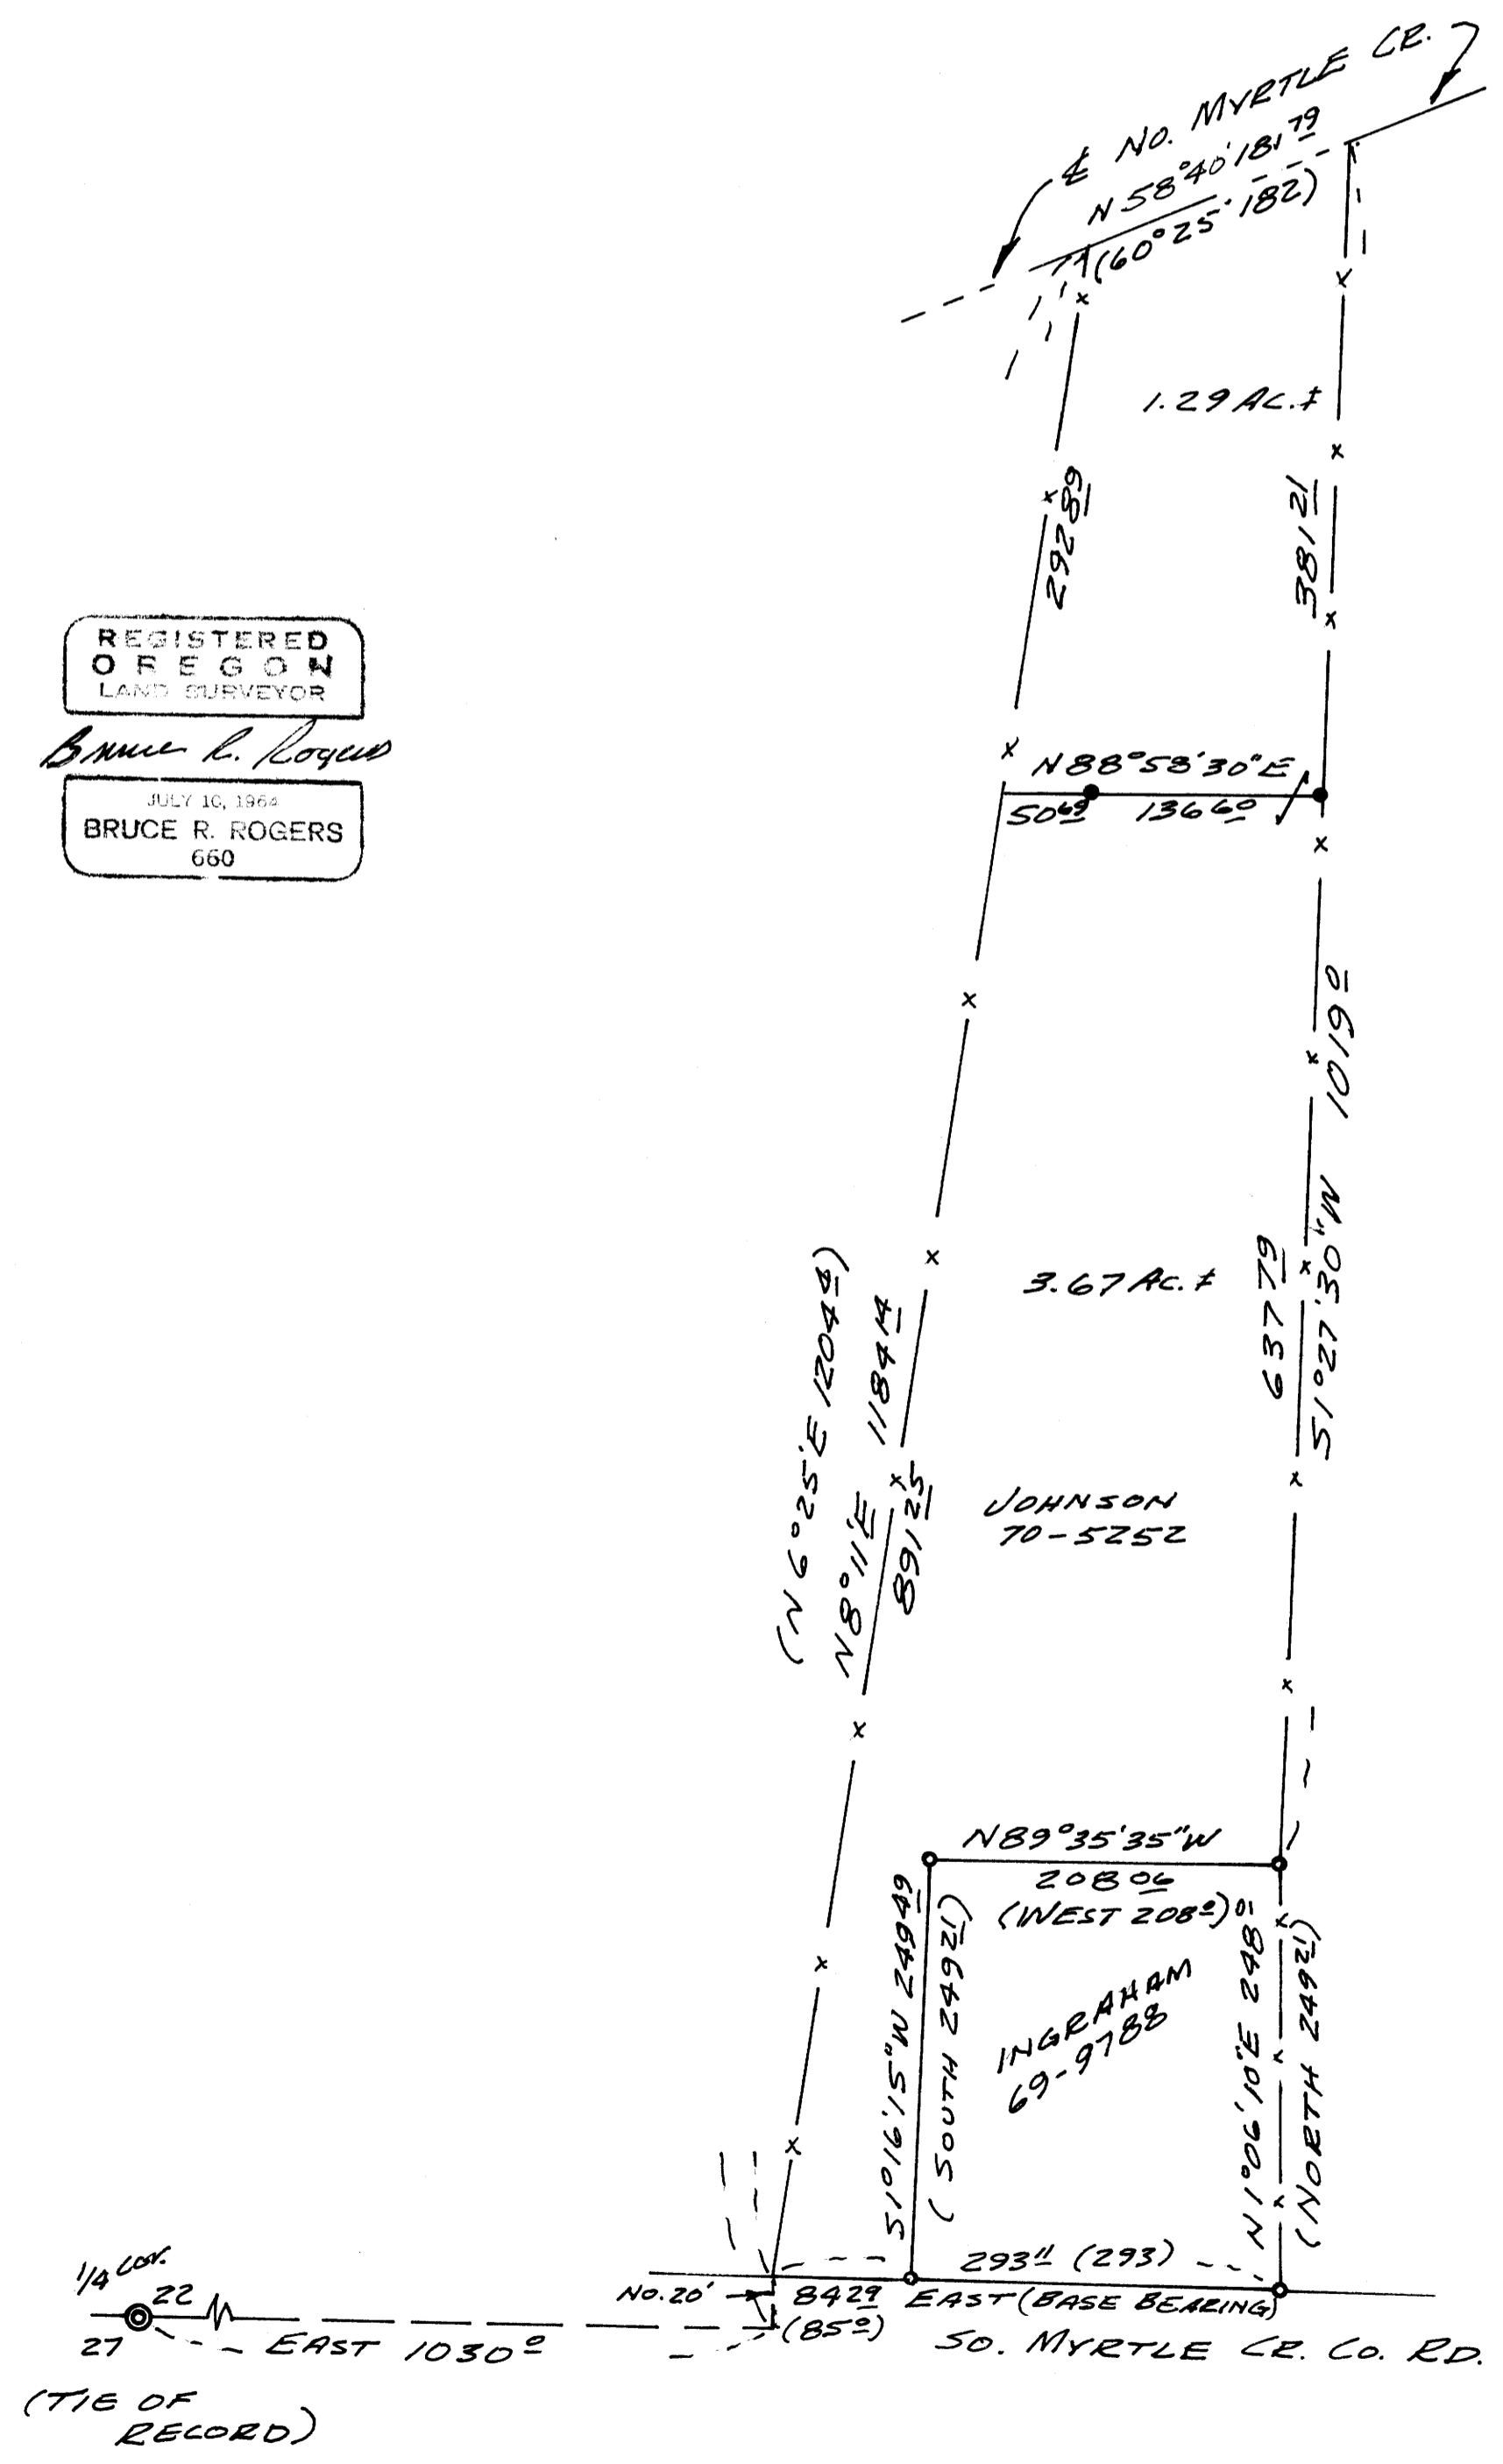 ℄ NO. MYRTLE CR.
N 58°40' 181 79
(60°25' 182)
1.29 AC.±
292 89
381 21
REGISTERED
OREGON
LAND SURVEYOR
Bruce R. Rogers
JULY 10, 1964
BRUCE R. ROGERS
660
N 88°58'30" E
50 69 136 60
S 1°27'30" W 1019 0
637 79
3.67 AC.±
(N 6°25' E 1204 4)
N 8°11' E 1184 14
891 25
JOHNSON
70-5252
N 89°35'35" W
208 06
(WEST 208 0)
S 1°16'15" W 249 49
(SOUTH 249 21)
INGRAHAM
69-9788
N 1°06'10" E 248 01
(NORTH 249 21)
293 11 (293)
NO. 20' 84 29 EAST (BASE BEARING)
(85 0) SO. MYRTLE CR. CO. RD.
1/4 COR.
22
27
EAST 1030 0
(TIE OF
RECORD)